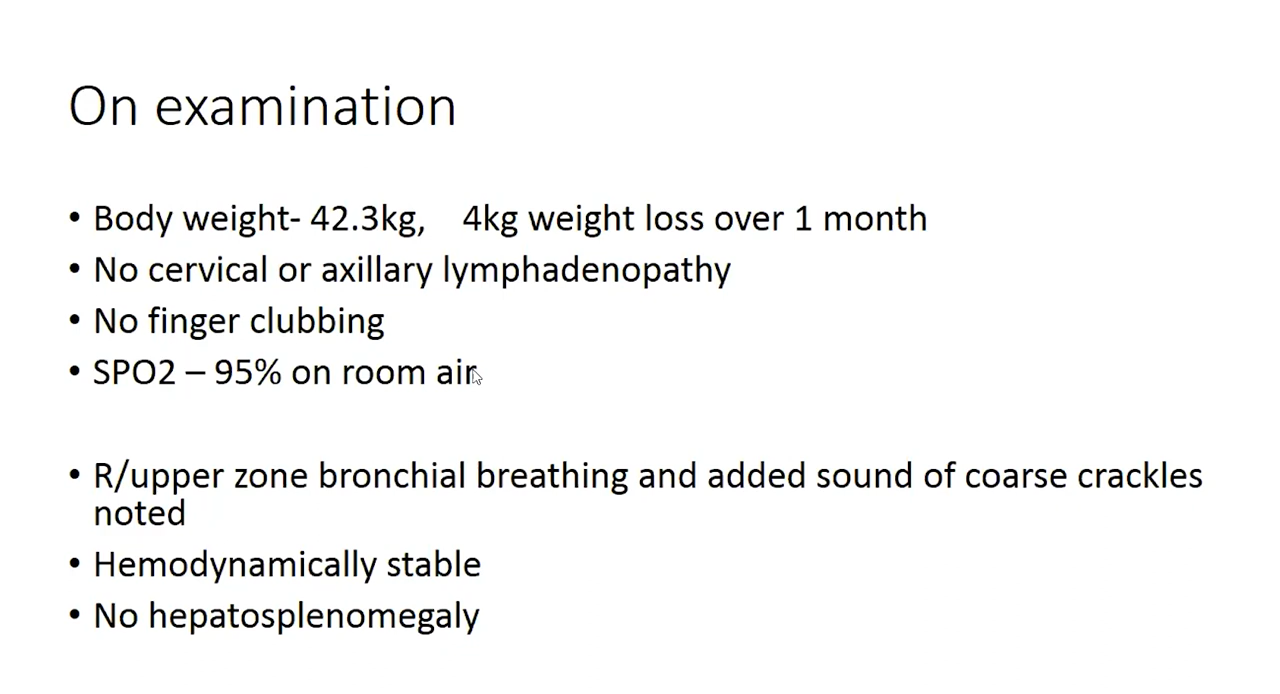 On examination
• Body weight- 42.3kg, 4kg weight loss over 1 month
• No cervical or axillary lymphadenopathy
• No finger clubbing
• SPO2 – 95% on room air
• R/upper zone bronchial breathing and added sound of coarse crackles
noted
• Hemodynamically stable
• No hepatosplenomegaly